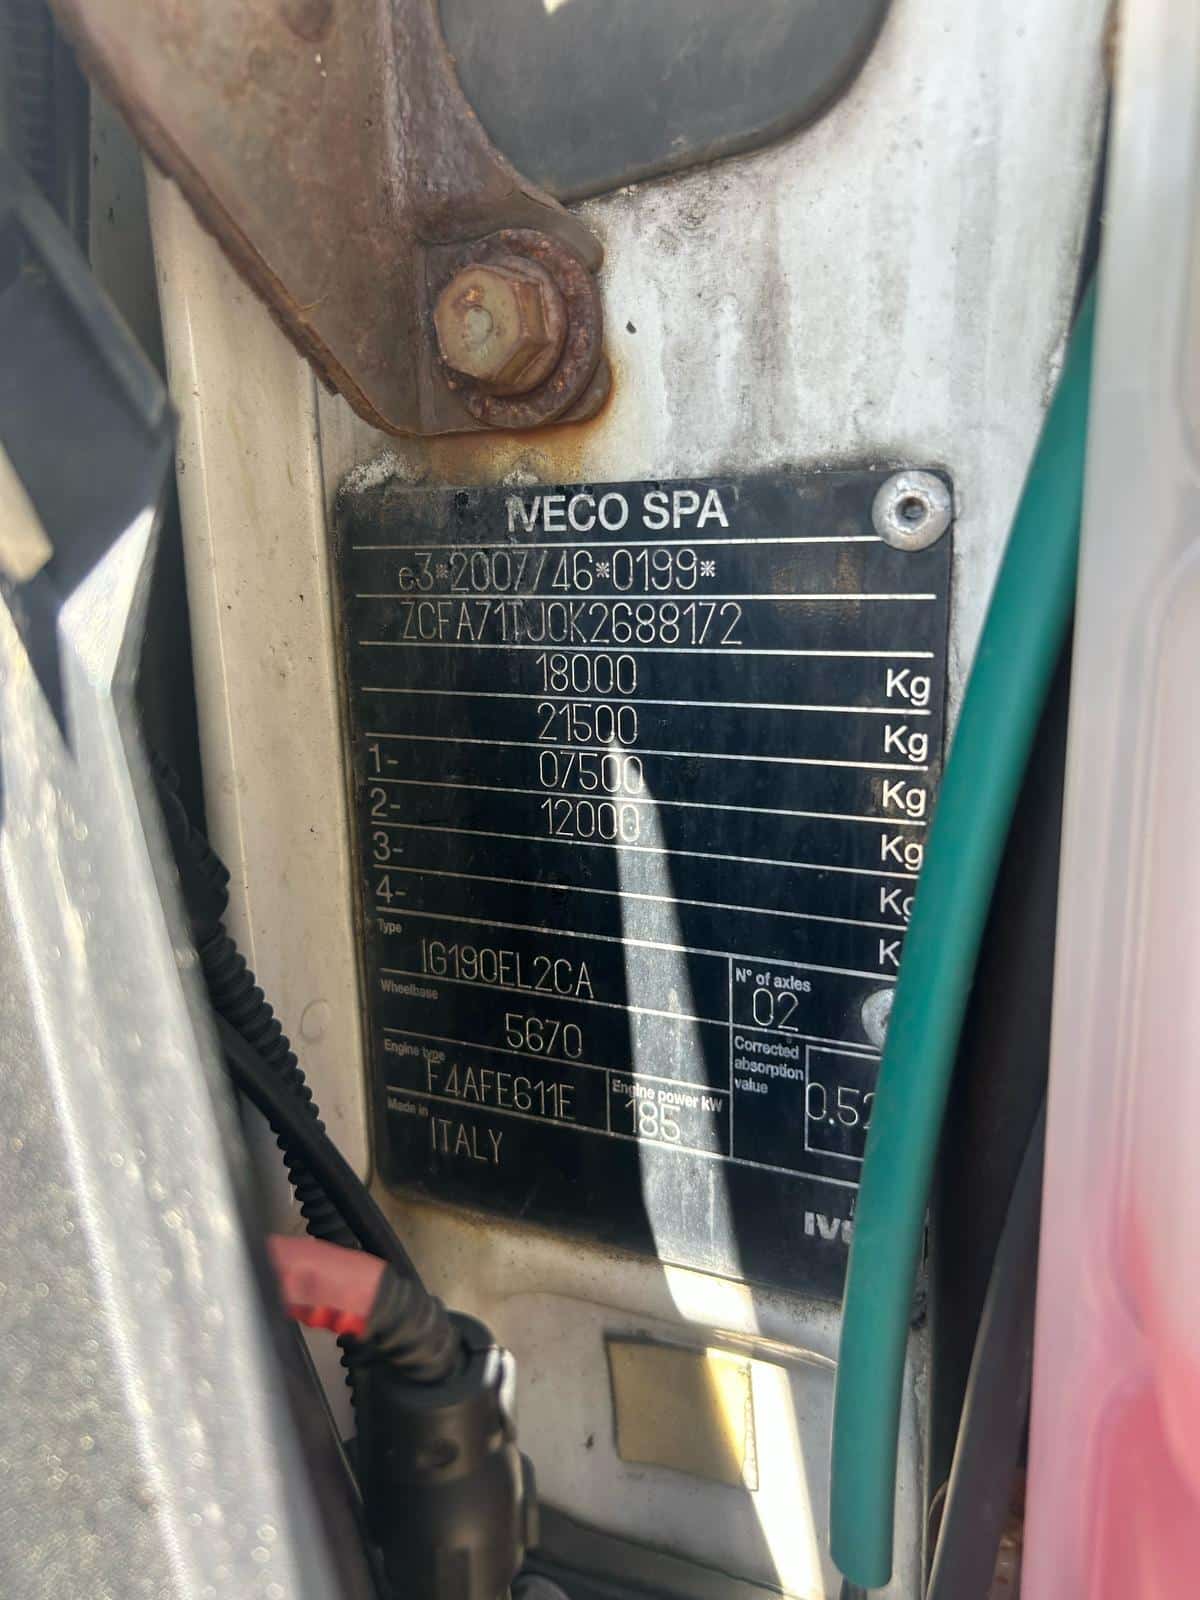 IVECO SPA
e3*2007/46*0199*
ZCFA71TJ0K2688172
18000 Kg
21500 Kg
1- 07500 Kg
2- 12000 Kg
3- Kg
4-
Type IG190EL2CA N° of axles 02
Wheelbase 5670
Engine type F4AFE611E Engine power kW 185
Corrected absorption value
Made in ITALY